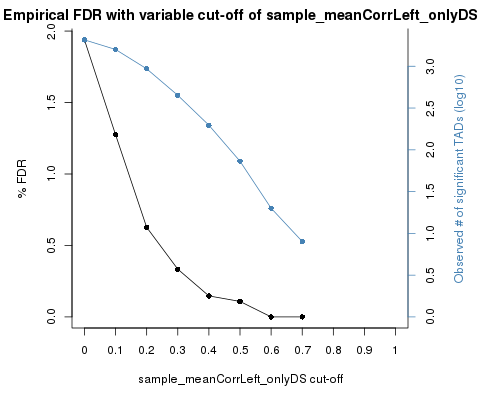 Empirical FDR with variable cut-off of sample_meanCorrLeft_onlyDS
% FDR
2.0
1.5
1.0
0.5
0.0
Observed # of significant TADs (log10)
3.0
2.5
2.0
1.5
1.0
0.5
0.0
0 0.1 0.2 0.3 0.4 0.5 0.6 0.7 0.8 0.9 1
sample_meanCorrLeft_onlyDS cut-off